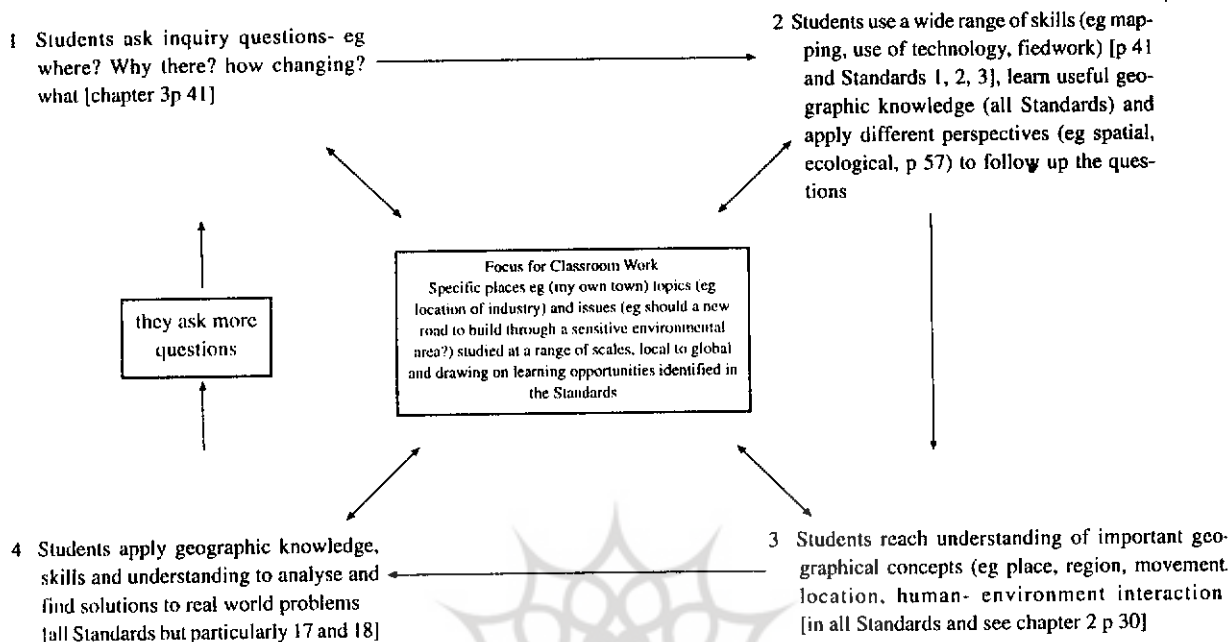 1 Students ask inquiry questions- eg
where? Why there? how changing?
what [chapter 3p 41]
2 Students use a wide range of skills (eg map-
ping, use of technology, fiedwork) [p 41
and Standards 1, 2, 3], learn useful geo-
graphic knowledge (all Standards) and
apply different perspectives (eg spatial,
ecological, p 57) to follow up the ques-
tions
Focus for Classroom Work
Specific places eg (my own town) topics (eg
location of industry) and issues (eg should a new
road to build through a sensitive environmental
area?) studied at a range of scales, local to global
and drawing on learning opportunities identified in
the Standards
they ask more
questions
4 Students apply geographic knowledge,
skills and understanding to analyse and
find solutions to real world problems
[all Standards but particularly 17 and 18]
3 Students reach understanding of important geo-
graphical concepts (eg place, region, movement
location, human- environment interaction
[in all Standards and see chapter 2 p 30]